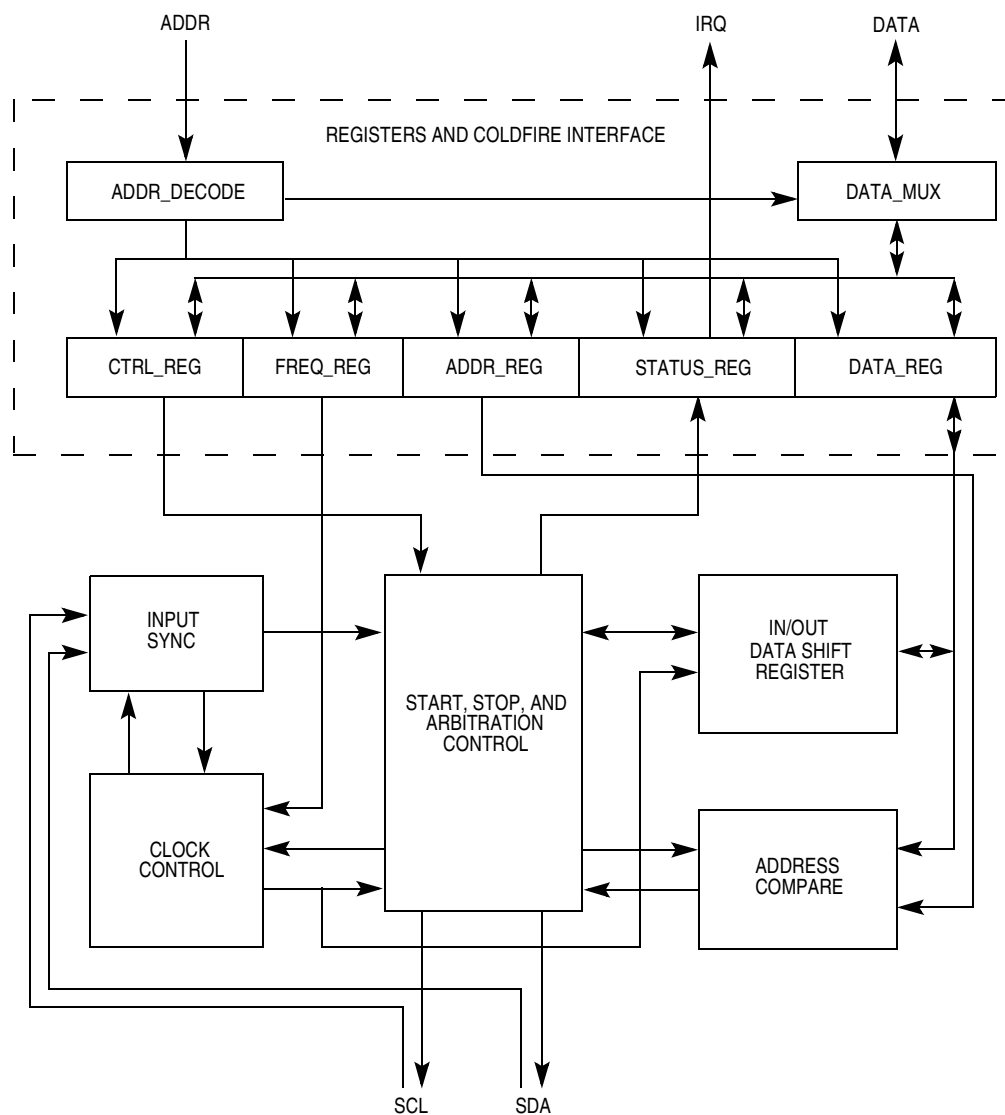 ADDR
IRQ
DATA
REGISTERS AND COLDFIRE INTERFACE
ADDR_DECODE
DATA_MUX
CTRL_REG
FREQ_REG
ADDR_REG
STATUS_REG
DATA_REG
INPUT
SYNC
IN/OUT
DATA SHIFT
REGISTER
START, STOP, AND
ARBITRATION
CONTROL
CLOCK
CONTROL
ADDRESS
COMPARE
SCL
SDA